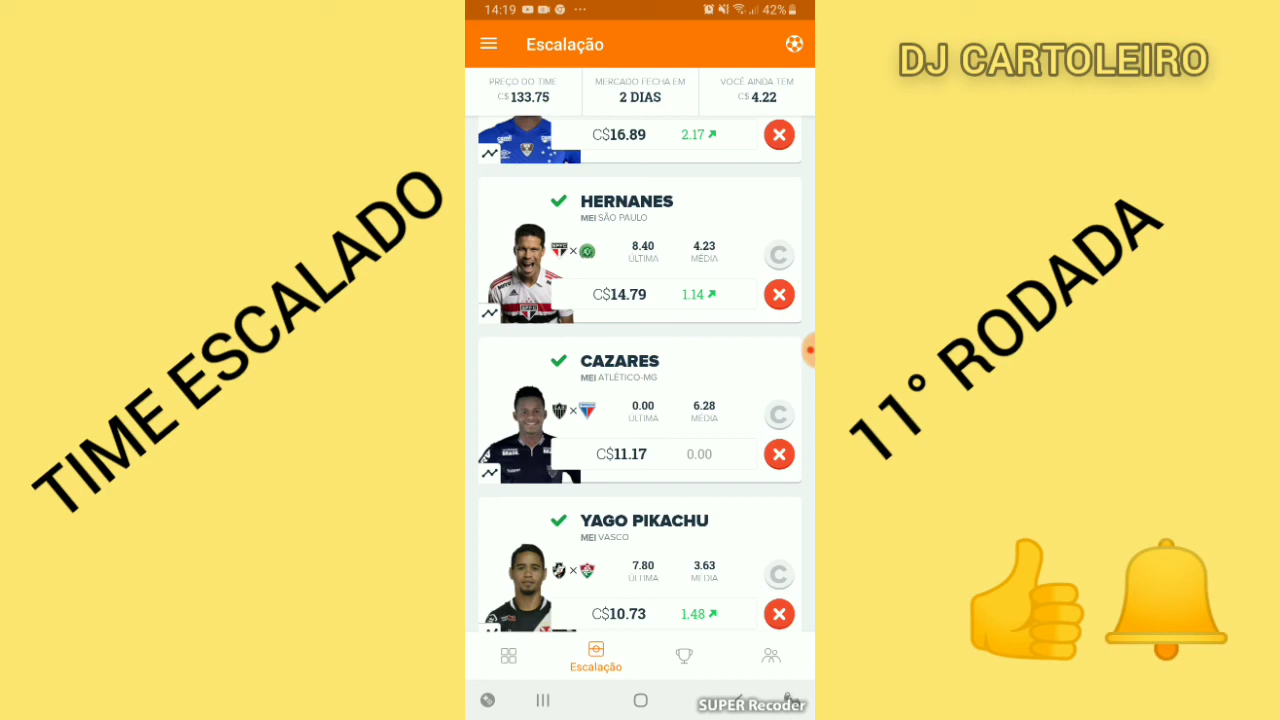 14:19
42%
Escalação
DJ CARTOLEIRO
PREÇO DO TIME
C$ 133.75
MERCADO FECHA EM
2 DIAS
VOCÊ AINDA TEM
C$ 4.22
C$16.89 2.17
TIME ESCALADO
11° RODADA
HERNANES
MEI SÃO PAULO
8.40 4.23
ÚLTIMA MÉDIA
C
C$14.79 1.14
CAZARES
MEI ATLÉTICO-MG
0.00 6.28
ÚLTIMA MÉDIA
C
C$11.17 0.00
YAGO PIKACHU
MEI VASCO
7.80 3.63
ÚLTIMA MÉDIA
C
C$10.73 1.48
Escalação
SUPER Recoder